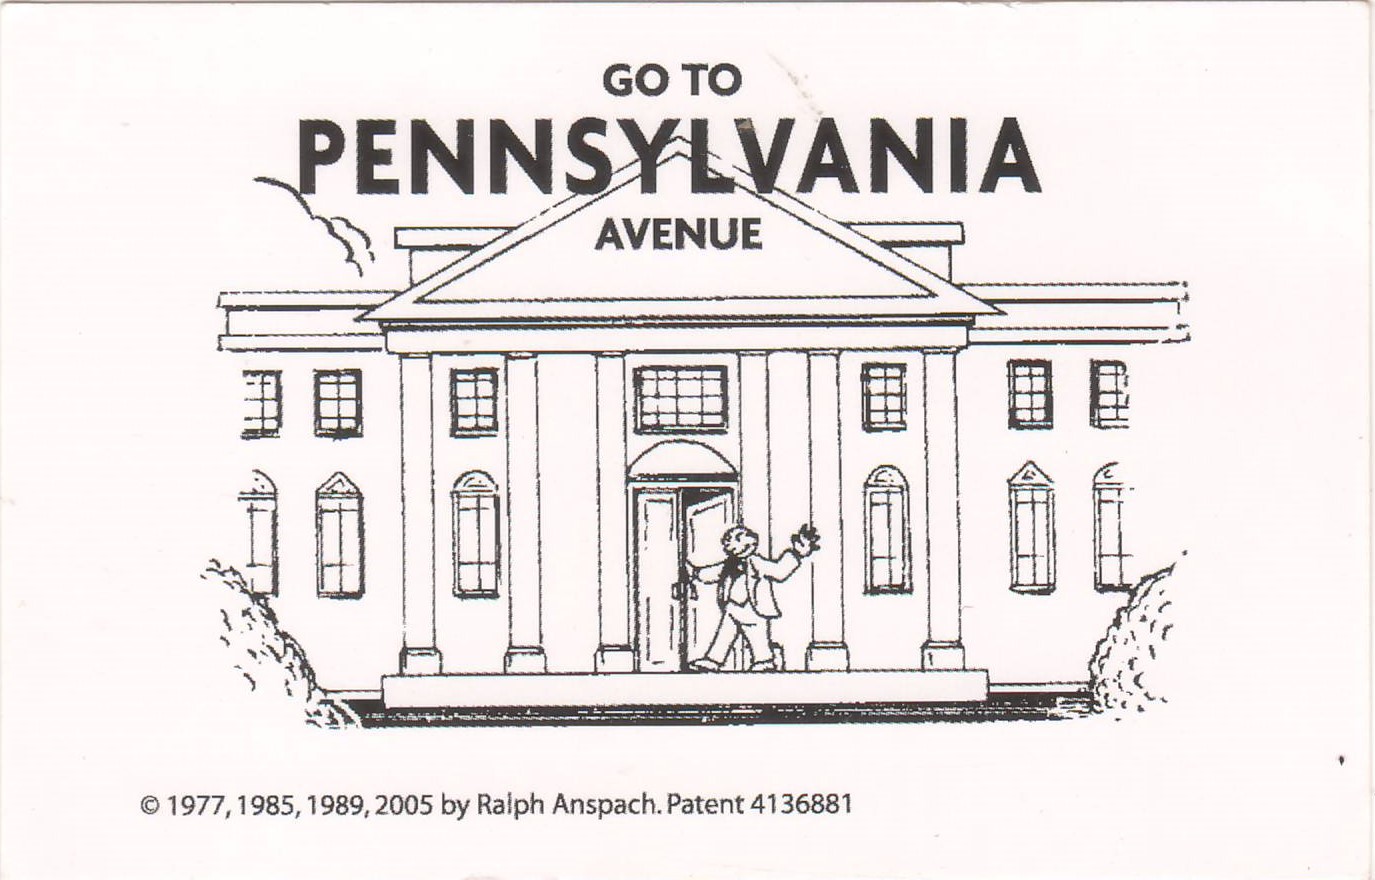 GO TO
PENNSYLVANIA
AVENUE
© 1977, 1985, 1989, 2005 by Ralph Anspach. Patent 4136881